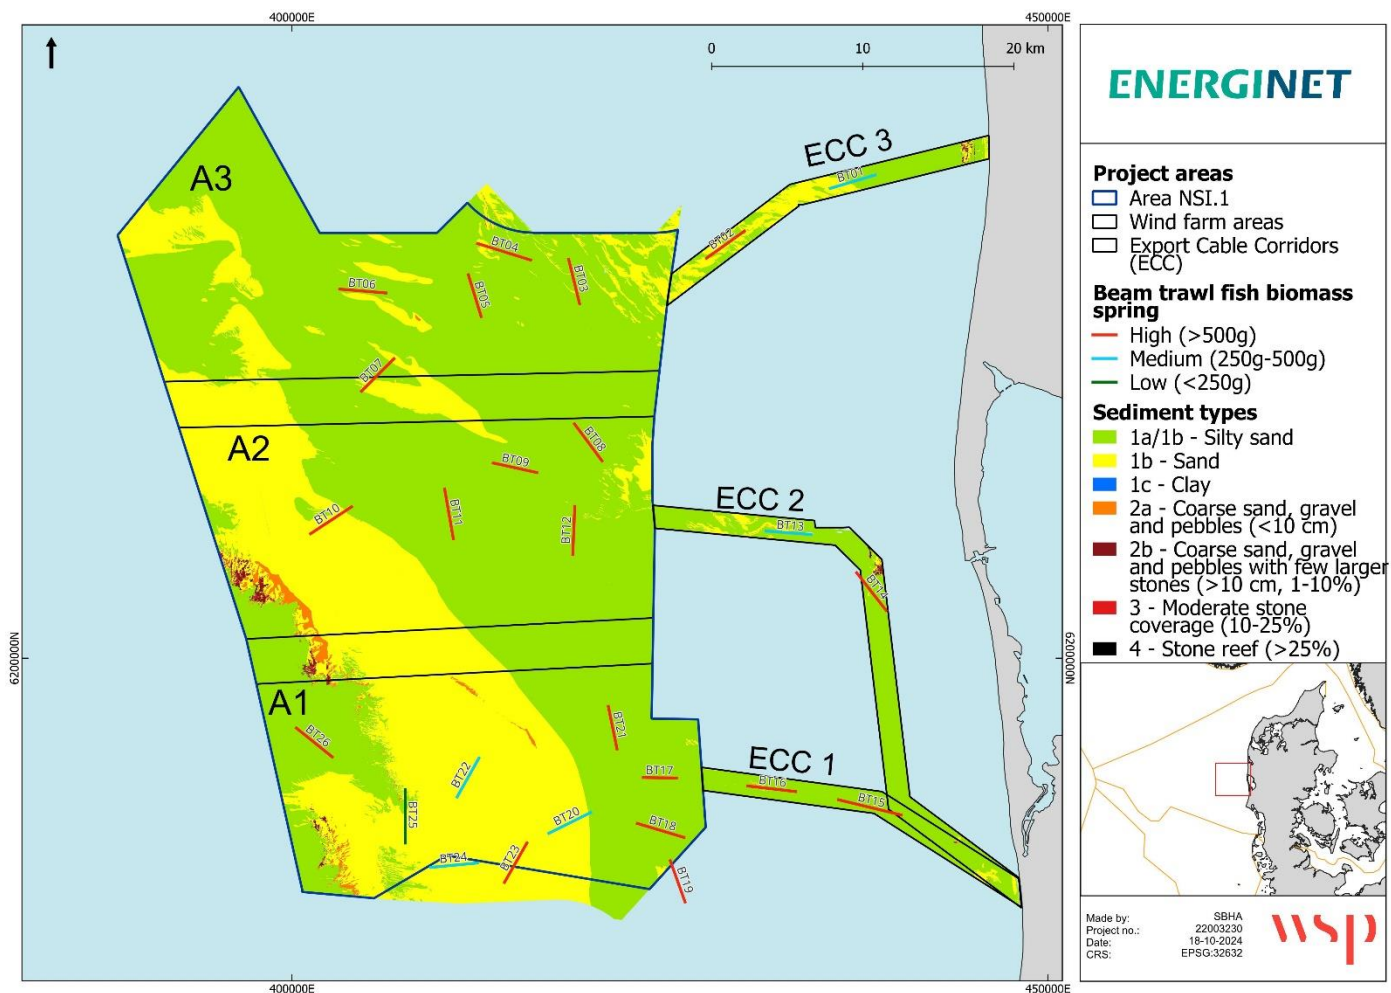 400000E
450000E
0
10
20 km
ECC 3
A3
BT01
BT02
BT04
BT03
BT05
BT06
BT07
A2
BT08
BT09
BT10
BT11
BT12
ECC 2
BT13
BT14
6200000N
6200000N
A1
BT26
BT21
BT22
BT17
ECC 1
BT16
BT15
BT25
BT20
BT18
BT24
BT23
BT19
400000E
450000E
ENERGINET
Project areas
Area NSI.1
Wind farm areas
Export Cable Corridors
(ECC)
Beam trawl fish biomass
spring
High (>500g)
Medium (250g-500g)
Low (<250g)
Sediment types
1a/1b - Silty sand
1b - Sand
1c - Clay
2a - Coarse sand, gravel
and pebbles (<10 cm)
2b - Coarse sand, gravel
and pebbles with few larger
stones (>10 cm, 1-10%)
3 - Moderate stone
coverage (10-25%)
4 - Stone reef (>25%)
Made by: SBHA
Project no.: 22003230
Date: 18-10-2024
CRS: EPSG:32632
wsp